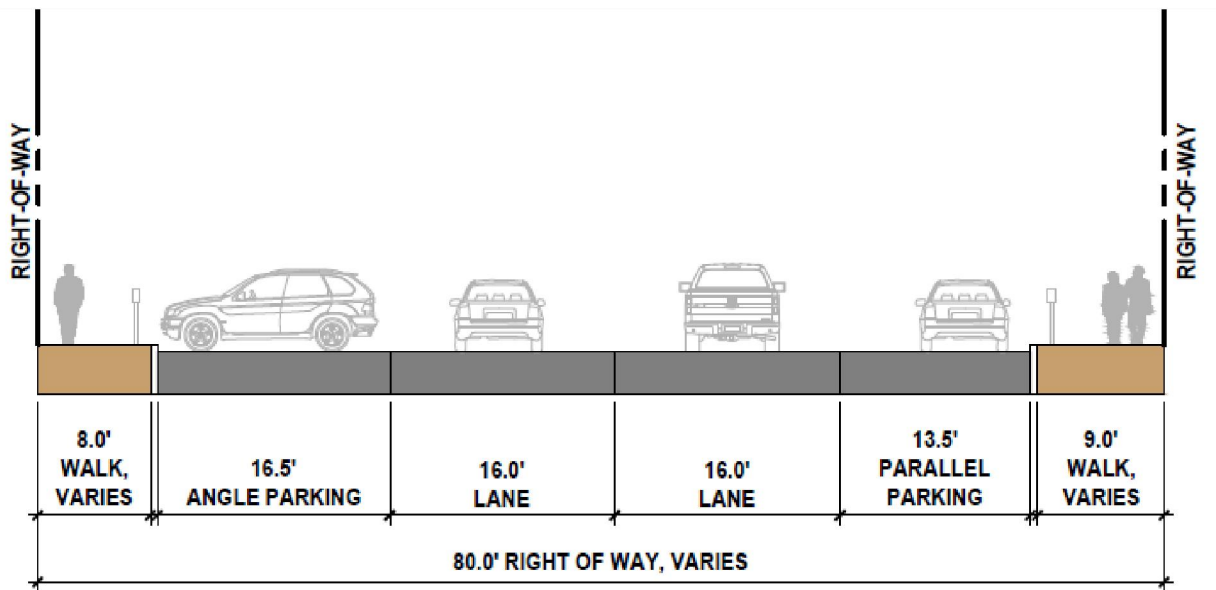 RIGHT-OF-WAY
RIGHT-OF-WAY
8.0'
WALK,
VARIES
16.5'
ANGLE PARKING
16.0'
LANE
16.0'
LANE
13.5'
PARALLEL
PARKING
9.0'
WALK,
VARIES
80.0' RIGHT OF WAY, VARIES